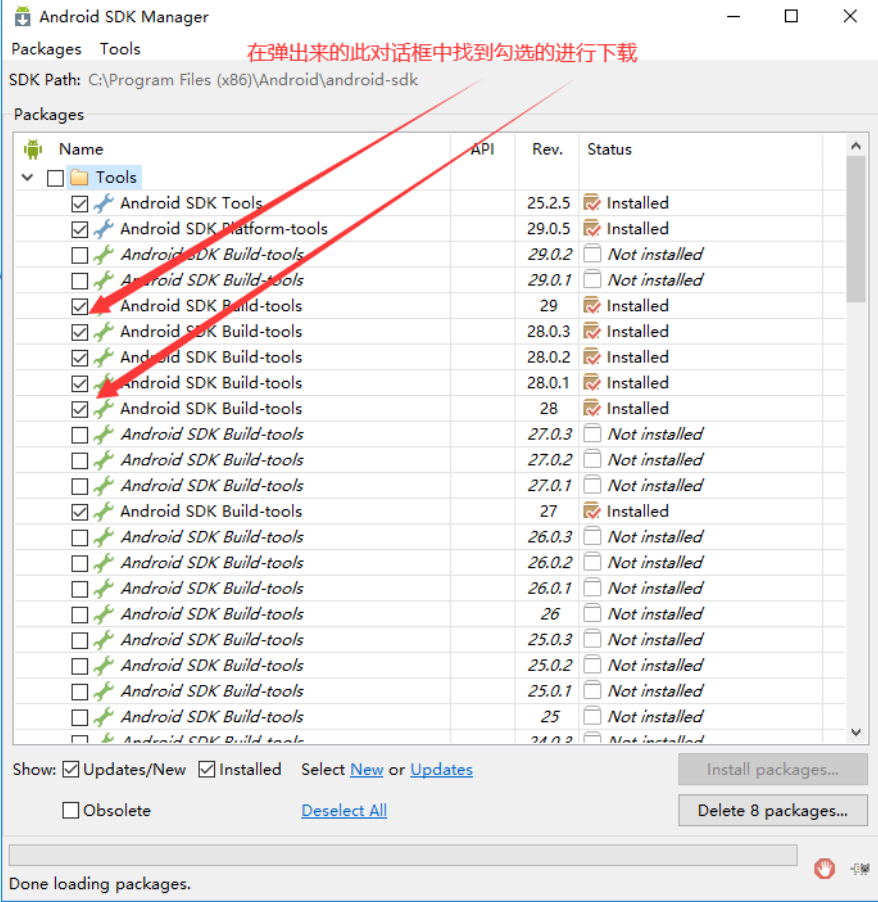 Android SDK Manager
Packages Tools
在弹出来的此对话框中找到勾选的进行下载
SDK Path: C:\Program Files (x86)\Android\android-sdk
Packages
Name API Rev. Status
Tools
Android SDK Tools 25.2.5 Installed
Android SDK Platform-tools 29.0.5 Installed
Android SDK Build-tools 29.0.2 Not installed
Android SDK Build-tools 29.0.1 Not installed
Android SDK Build-tools 29 Installed
Android SDK Build-tools 28.0.3 Installed
Android SDK Build-tools 28.0.2 Installed
Android SDK Build-tools 28.0.1 Installed
Android SDK Build-tools 28 Installed
Android SDK Build-tools 27.0.3 Not installed
Android SDK Build-tools 27.0.2 Not installed
Android SDK Build-tools 27.0.1 Not installed
Android SDK Build-tools 27 Installed
Android SDK Build-tools 26.0.3 Not installed
Android SDK Build-tools 26.0.2 Not installed
Android SDK Build-tools 26.0.1 Not installed
Android SDK Build-tools 26 Not installed
Android SDK Build-tools 25.0.3 Not installed
Android SDK Build-tools 25.0.2 Not installed
Android SDK Build-tools 25.0.1 Not installed
Android SDK Build-tools 25 Not installed
Android SDK Build-tools 24.0.3 Not installed
Show: Updates/New Installed Select New or Updates Install packages...
Obsolete Deselect All Delete 8 packages...
Done loading packages.